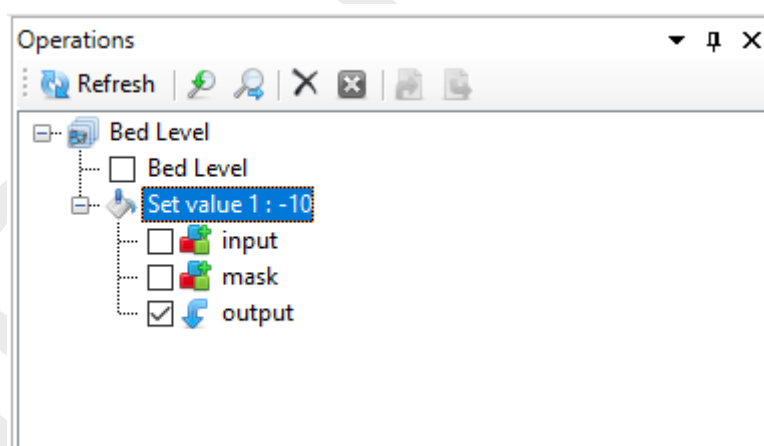 Operations
Refresh
Bed Level
Bed Level
Set value 1 : -10
input
mask
output